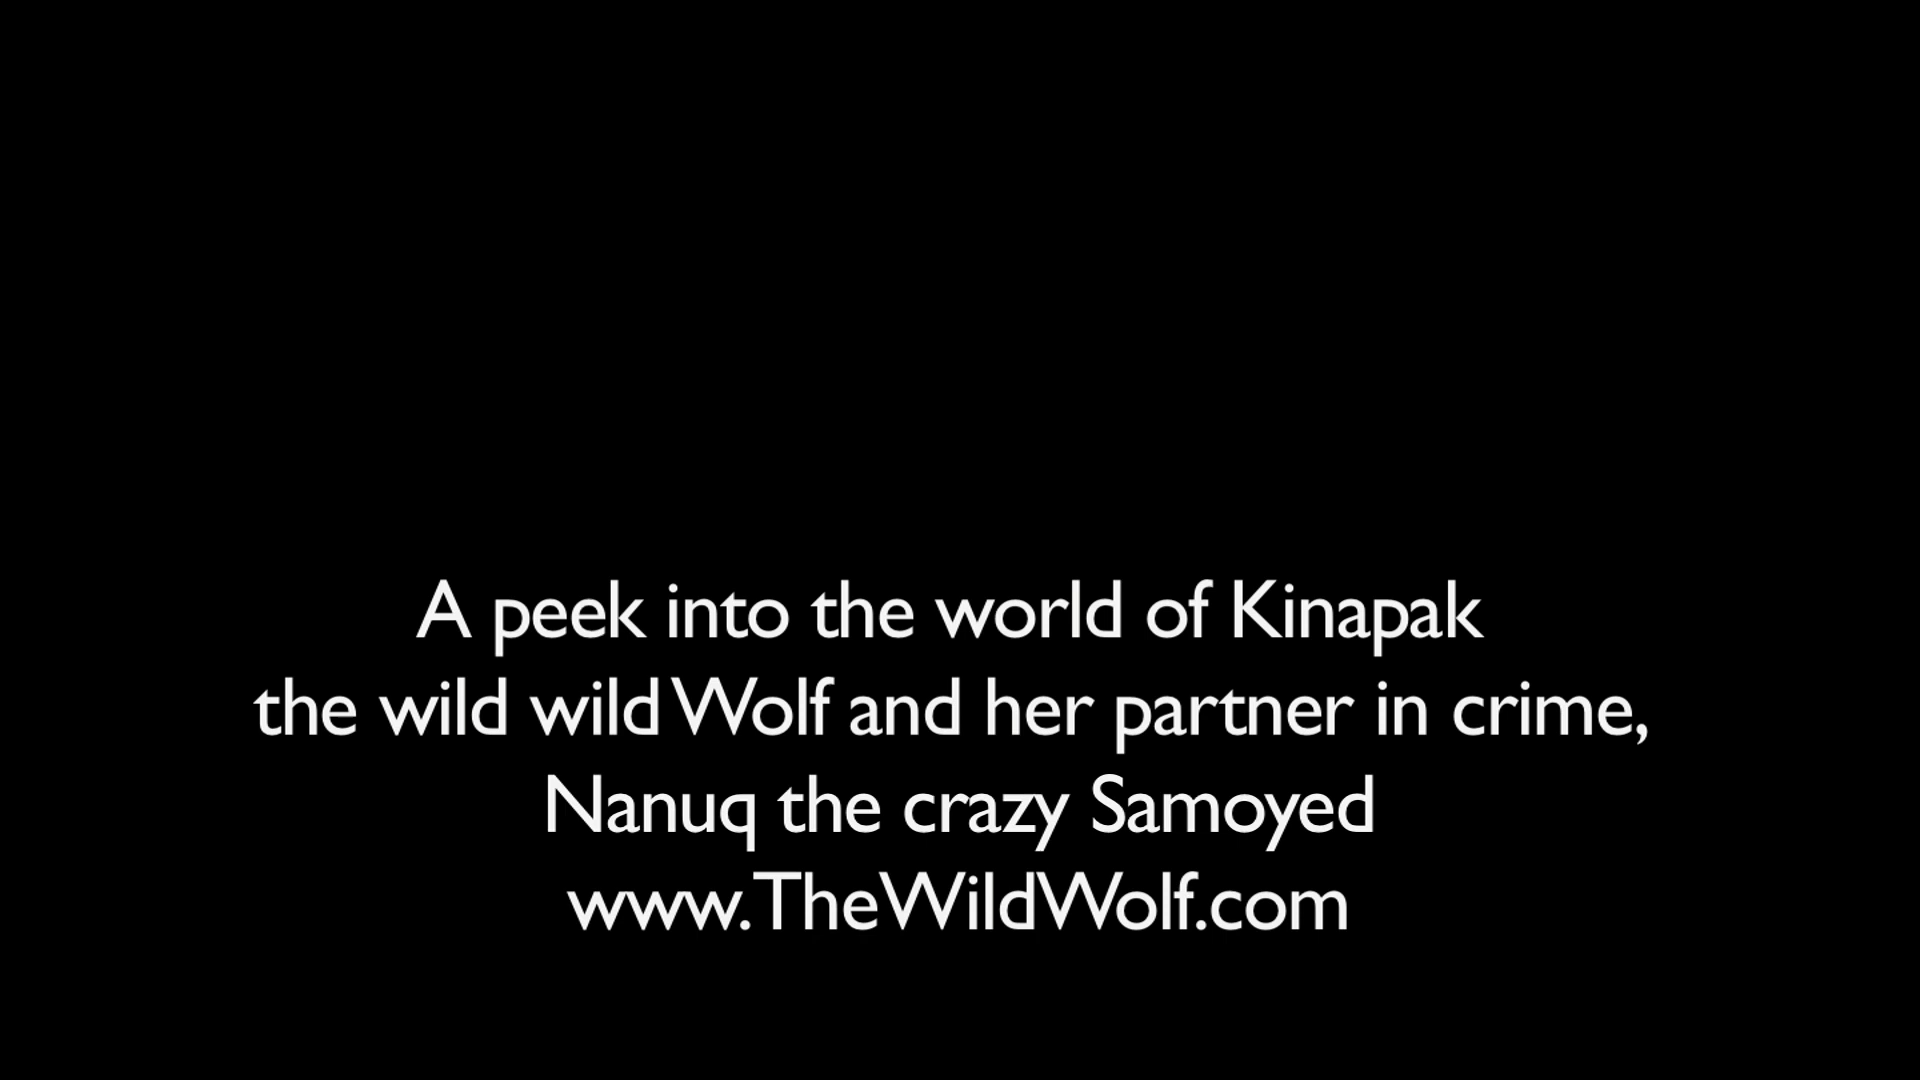 A peek into the world of Kinapak
the wild wild Wolf and her partner in crime,
Nanuq the crazy Samoyed
www.TheWildWolf.com